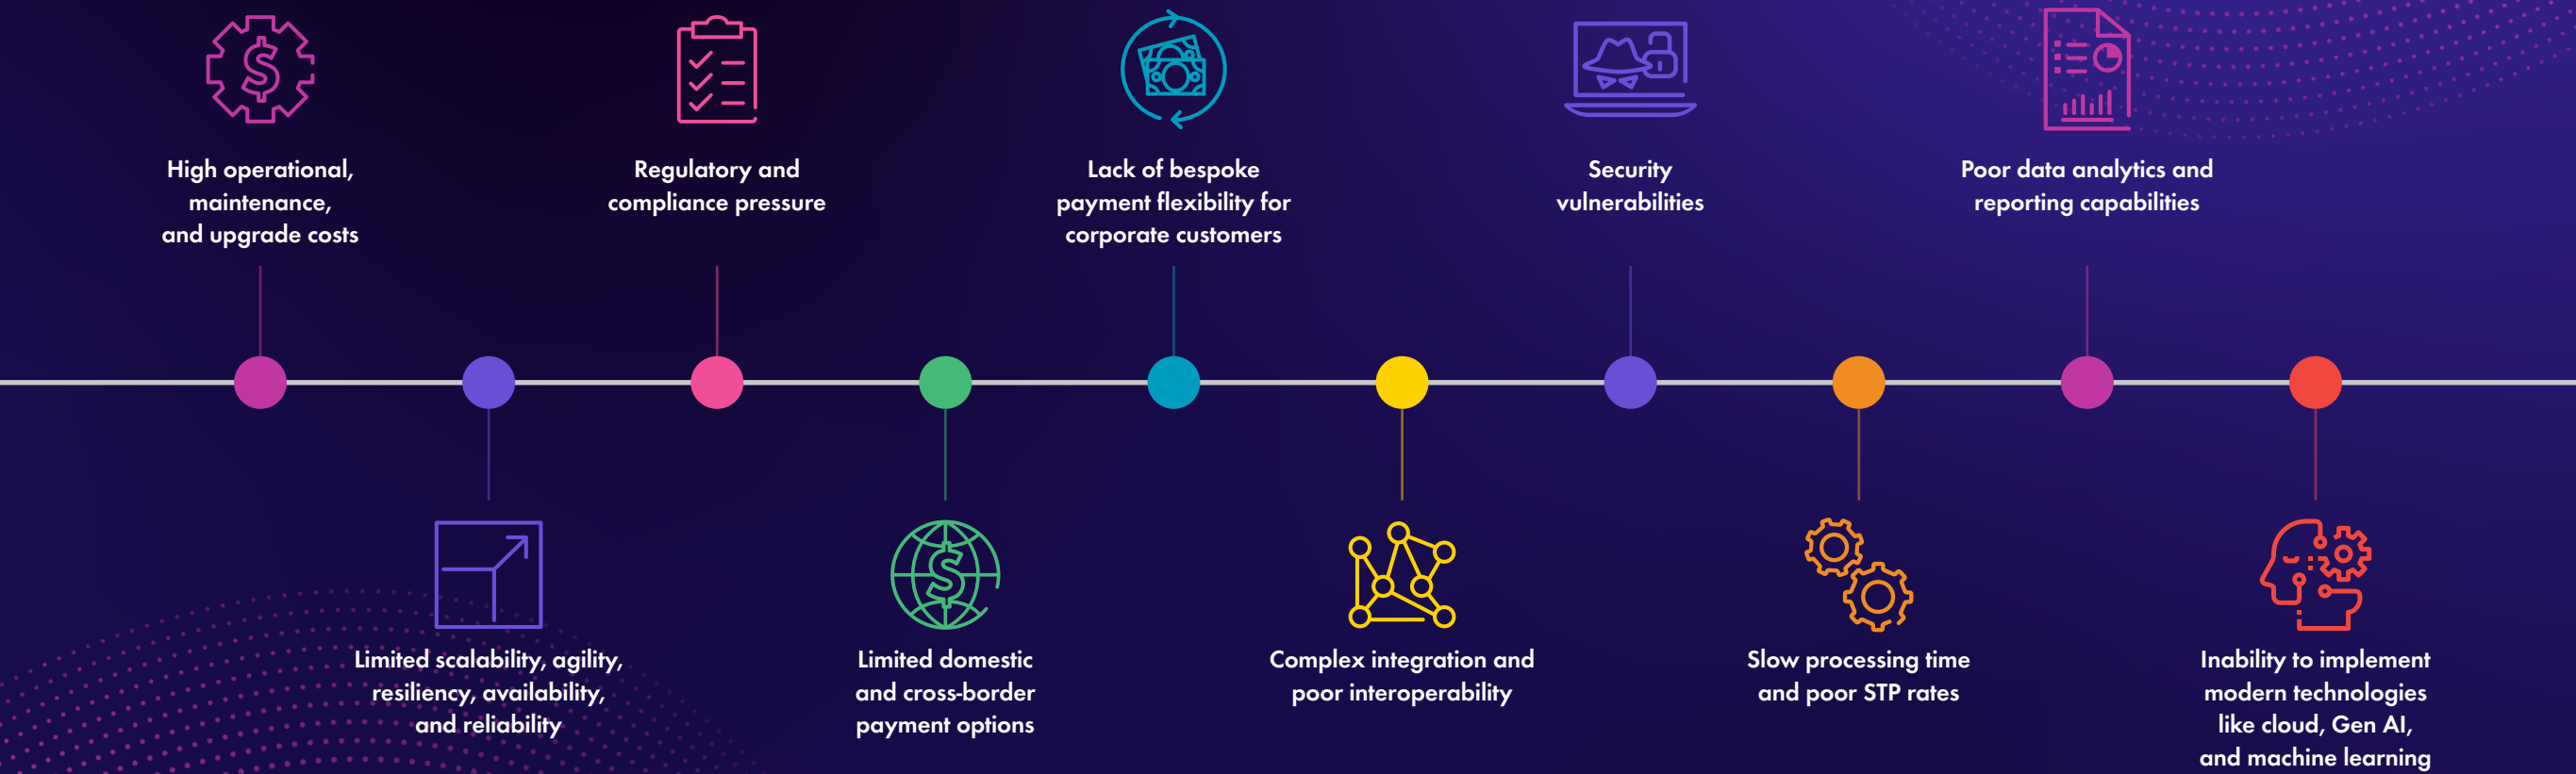 High operational,
maintenance,
and upgrade costs
Regulatory and
compliance pressure
Lack of bespoke
payment flexibility for
corporate customers
Security
vulnerabilities
Poor data analytics and
reporting capabilities
Limited scalability, agility,
resiliency, availability,
and reliability
Limited domestic
and cross-border
payment options
Complex integration and
poor interoperability
Slow processing time
and poor STP rates
Inability to implement
modern technologies
like cloud, Gen AI,
and machine learning